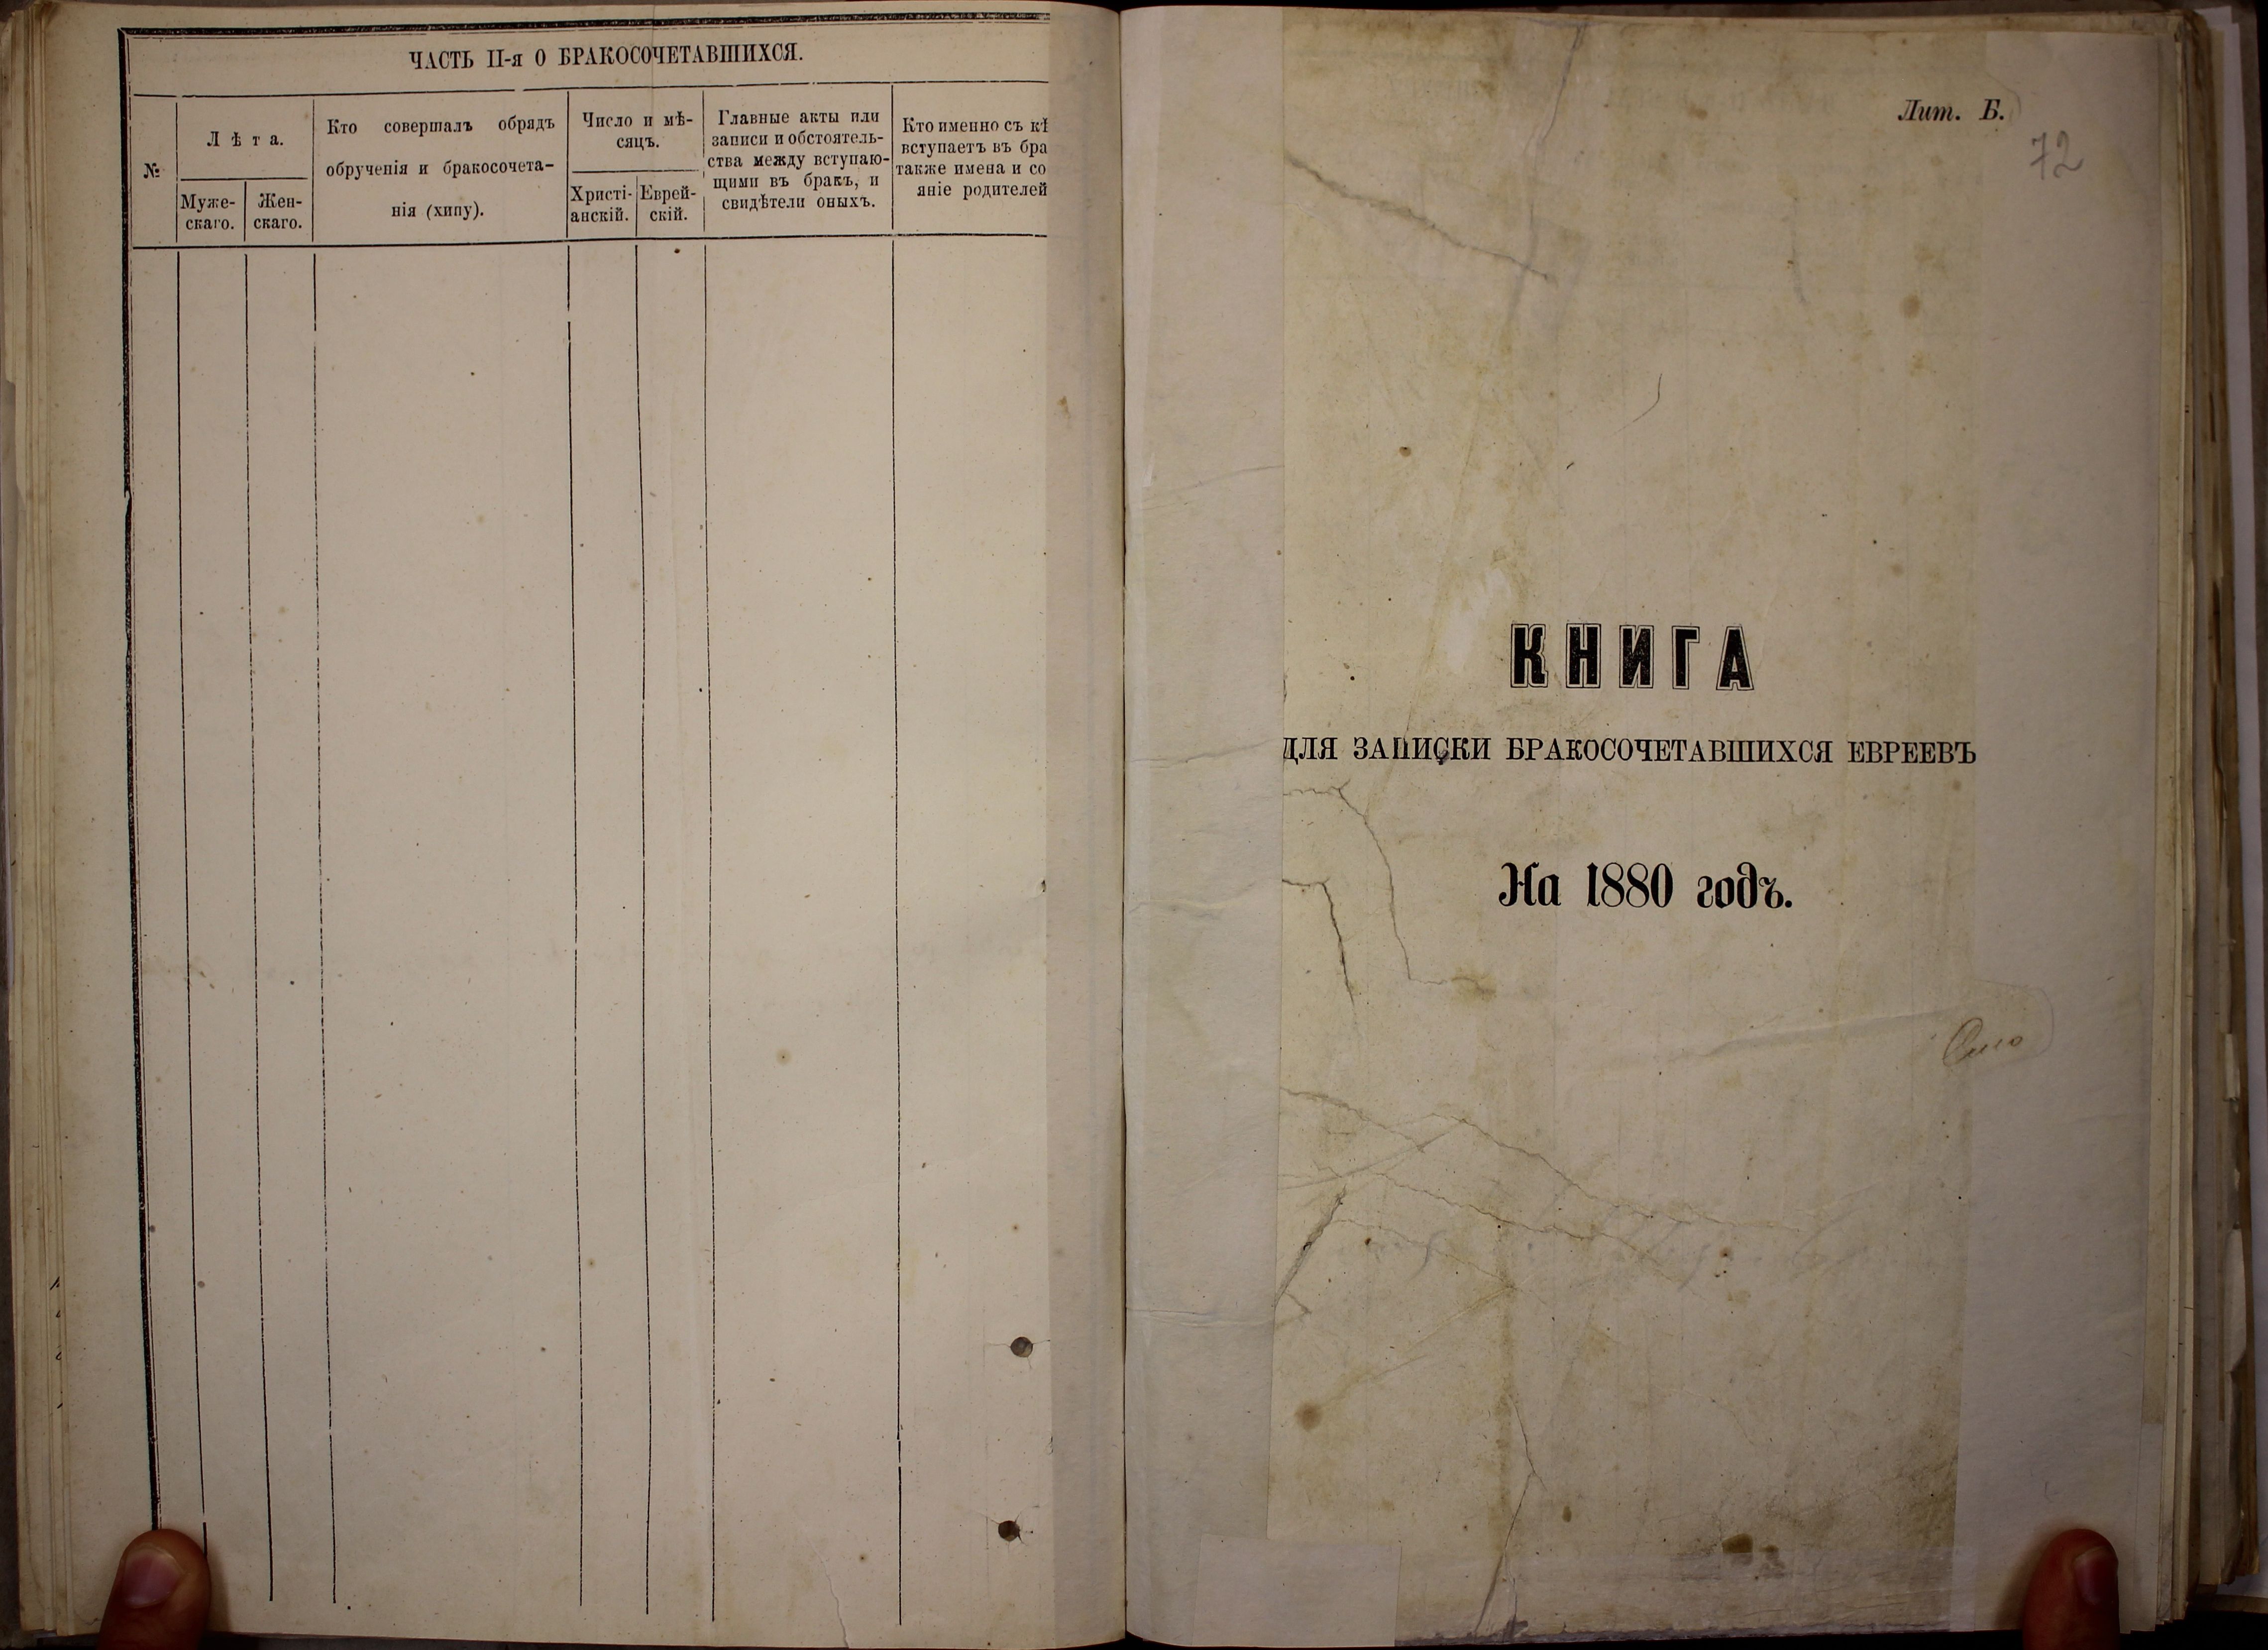 ЧАСТЬ II-я О БРАКОСОЧЕТАВШИХСЯ.
№
Лѣта.
Муже-
скаго.
Жен-
скаго.
Кто совершалъ обрядъ
обрученія и бракосочета-
нія (хипу).
Число и мѣ-
сяцъ.
Христі-
анскій.
Еврей-
скій.
Главные акты или
записи и обстоятель-
ства между вступаю-
щими въ бракъ, и
свидѣтели оныхъ.
Кто именно съ кѣ
вступаетъ въ бра
также имена и со
яніе родителей
Лит. Б.
72
КНИГА
ДЛЯ ЗАПИСКИ БРАКОСОЧЕТАВШИХСЯ ЕВРЕЕВЪ
На 1880 годъ.